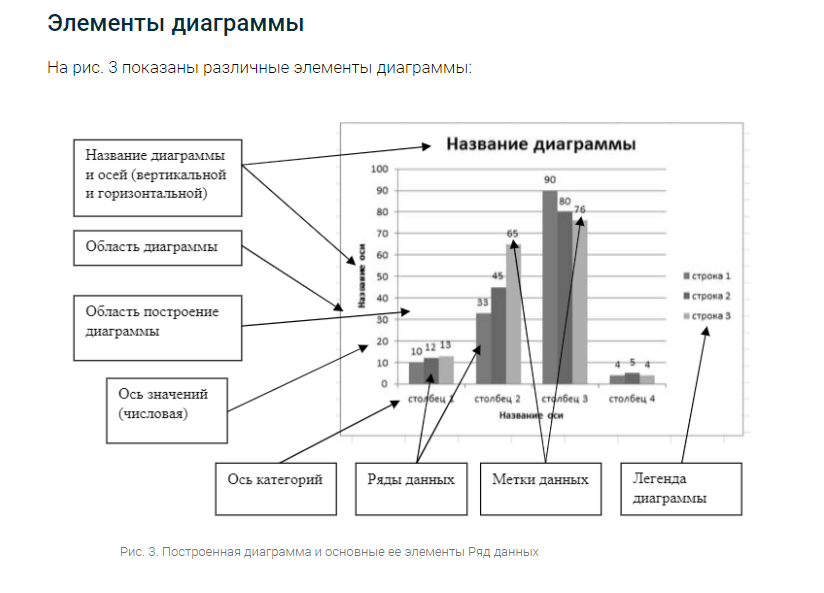 Элементы диаграммы
На рис. 3 показаны различные элементы диаграммы:
Название диаграммы
и осей (вертикальной
и горизонтальной)
Область диаграммы
Область построение
диаграммы
Ось значений
(числовая)
Название диаграммы
100
90
80
70
60
50
40
30
20
10
0
Название оси
10 12 13
33 45 65
90 80 76
4 5 4
столбец 1 столбец 2 столбец 3 столбец 4
Название оси
строка 1
строка 2
строка 3
Ось категорий
Ряды данных
Метки данных
Легенда
диаграммы
Рис. 3. Построенная диаграмма и основные ее элементы Ряд данных